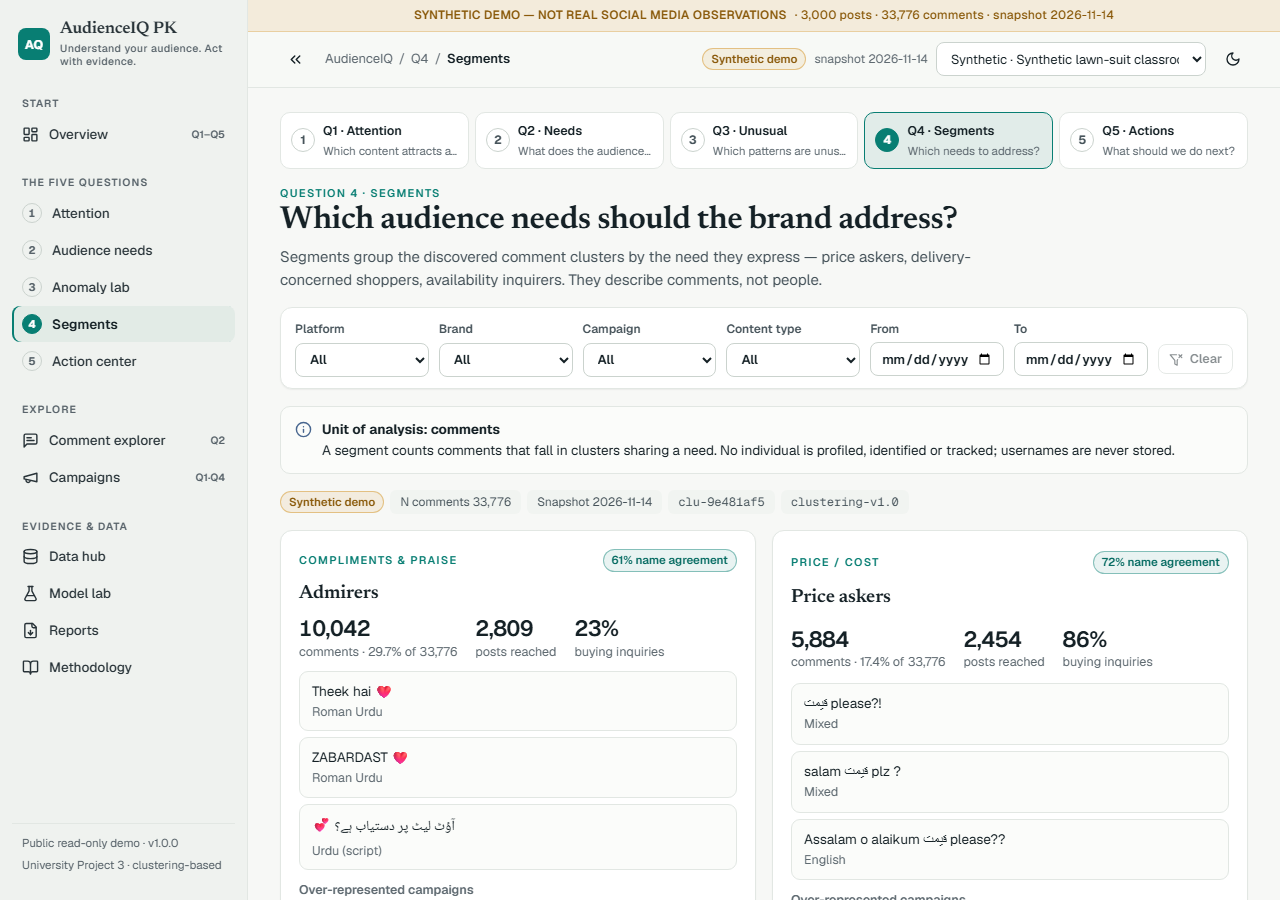 SYNTHETIC DEMO — NOT REAL SOCIAL MEDIA OBSERVATIONS · 3,000 posts · 33,776 comments · snapshot 2026-11-14
AQ
AudienceIQ PK
Understand your audience. Act
with evidence.
START
Overview Q1–Q5
THE FIVE QUESTIONS
1 Attention
2 Audience needs
3 Anomaly lab
4 Segments
5 Action center
EXPLORE
Comment explorer Q2
Campaigns Q1-Q4
EVIDENCE & DATA
Data hub
Model lab
Reports
Methodology
Public read-only demo · v1.0.0
University Project 3 · clustering-based
AudienceIQ / Q4 / Segments
Synthetic demo
snapshot 2026-11-14
Synthetic · Synthetic lawn-suit classroo
1 Q1 · Attention
Which content attracts a...
2 Q2 · Needs
What does the audience...
3 Q3 · Unusual
Which patterns are unus...
4 Q4 · Segments
Which needs to address?
5 Q5 · Actions
What should we do next?
QUESTION 4 · SEGMENTS
Which audience needs should the brand address?
Segments group the discovered comment clusters by the need they express — price askers, delivery-
concerned shoppers, availability inquirers. They describe comments, not people.
Platform Brand Campaign Content type From To
All All All All mm/dd/yyyy mm/dd/yyyy Clear
Unit of analysis: comments
A segment counts comments that fall in clusters sharing a need. No individual is profiled, identified or tracked; usernames are never stored.
Synthetic demo N comments 33,776 Snapshot 2026-11-14 clu-9e481af5 clustering-v1.0
COMPLIMENTS & PRAISE 61% name agreement
Admirers
10,042 2,809 23%
comments · 29.7% of 33,776 posts reached buying inquiries
Theek hai 💔
Roman Urdu
ZABARDAST 💔
Roman Urdu
آؤٹ لیٹ پر دستیاب ہے؟ 💕
Urdu (script)
Over-represented campaigns
PRICE / COST 72% name agreement
Price askers
5,884 2,454 86%
comments · 17.4% of 33,776 posts reached buying inquiries
قیمت please?!
Mixed
salam قیمت plz ?
Mixed
Assalam o alaikum قیمت please??
English
Over-represented campaigns